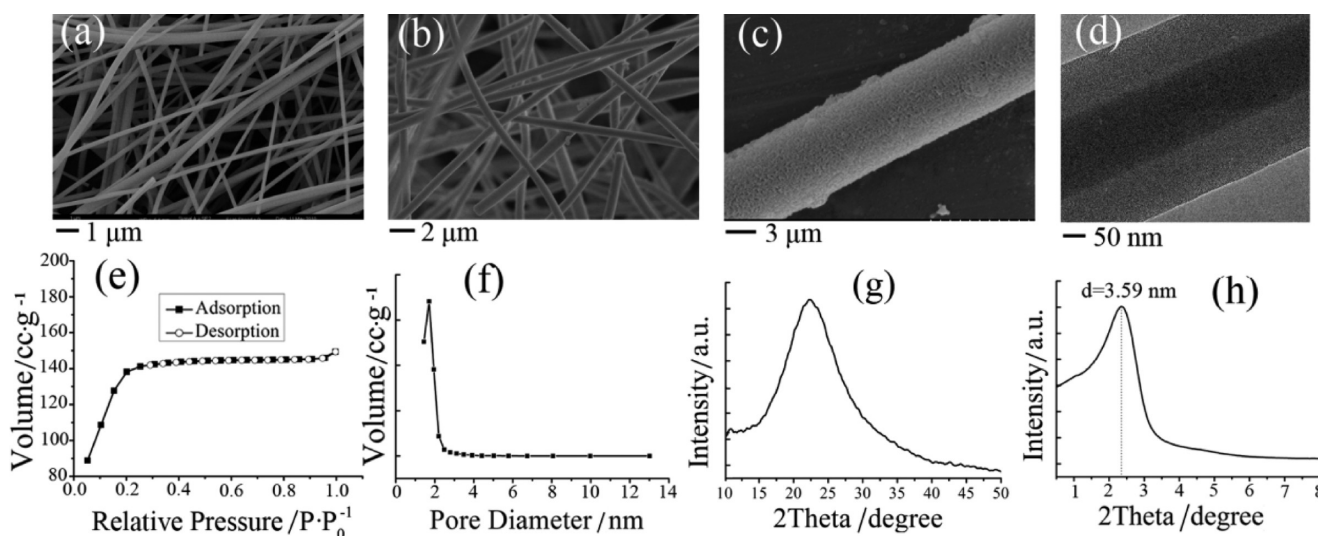 (a)
(b)
(c)
(d)
1 μm
2 μm
3 μm
50 nm
(e)
Volume/cc·g⁻¹
200
180
160
140
120
100
80
Adsorption
Desorption
0.0 0.2 0.4 0.6 0.8 1.0
Relative Pressure /P·P₀⁻¹
(f)
Volume/cc·g⁻¹
0 2 4 6 8 10 12 14
Pore Diameter /nm
(g)
Intensity/a.u.
10 15 20 25 30 35 40 45 50
2Theta /degree
d=3.59 nm
(h)
Intensity/a.u.
1 2 3 4 5 6 7 8
2Theta /degree